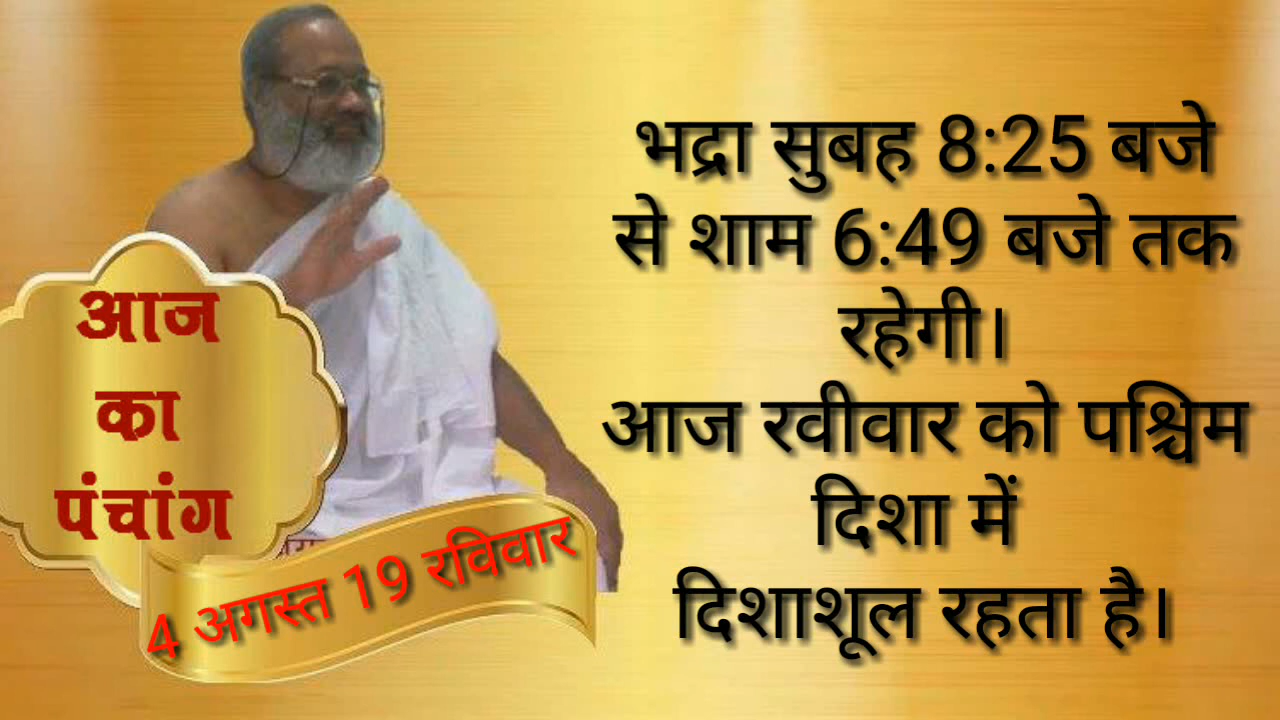 आज
का
पंचांग
4 अगस्त 19 रविवार
भद्रा सुबह 8:25 बजे
से शाम 6:49 बजे तक
रहेगी।
आज रवीवार को पश्चिम
दिशा में
दिशाशूल रहता है।